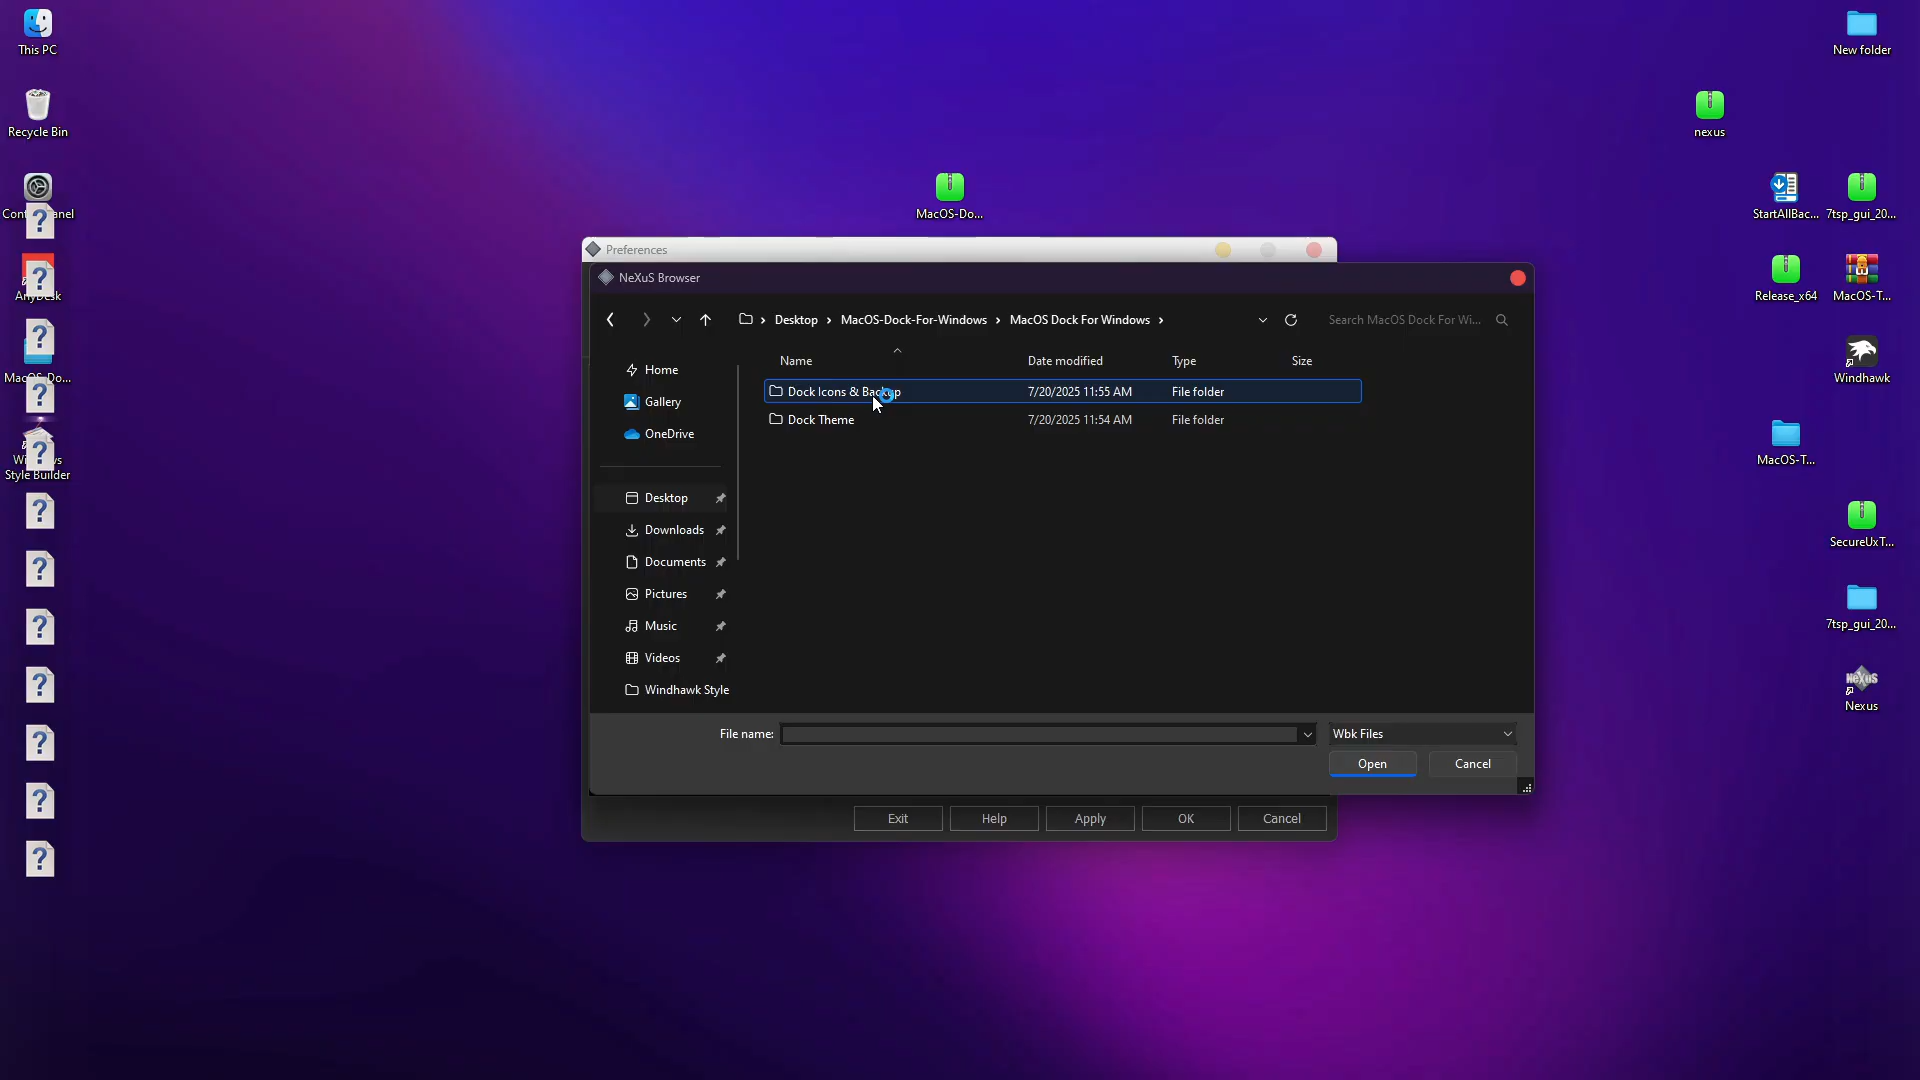 This PC
Recycle Bin
AnyDesk
MacOS-Do...
Style Builder
MacOS-Do...
New folder
nexus
StartAllBac...
7tsp_gui_20...
Release_x64
MacOS-T...
Windhawk
MacOS-T...
SecureUxT...
7tsp_gui_20...
NeXuS
Nexus
Preferences
NeXuS Browser
Desktop
MacOS-Dock-For-Windows
MacOS Dock For Windows
Search MacOS Dock For Wi...
Name
Date modified
Type
Size
Dock Icons & Backup
7/20/2025 11:55 AM
File folder
Dock Theme
7/20/2025 11:54 AM
File folder
Home
Gallery
OneDrive
Desktop
Downloads
Documents
Pictures
Music
Videos
Windhawk Style
File name:
Wbk Files
Open
Cancel
Exit
Help
Apply
OK
Cancel